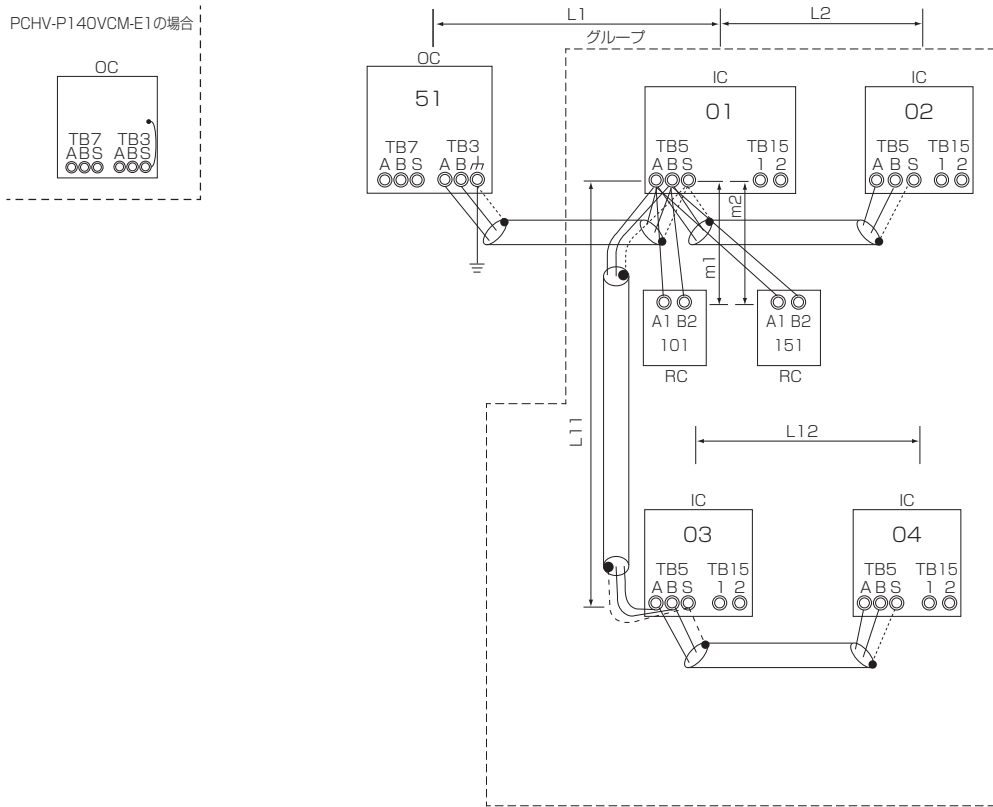 PCHV-P140VCM-E1の場合
OC
TB7 TB3
A B S A B S
L1 L2
グループ
OC
51
TB7 TB3
A B S A B
IC
01
TB5 TB15
A B S 1 2
IC
02
TB5 TB15
A B S 1 2
m1
m2
A1 B2
101
RC
A1 B2
151
RC
L11
L12
IC
03
TB5 TB15
A B S 1 2
IC
04
TB5 TB15
A B S 1 2